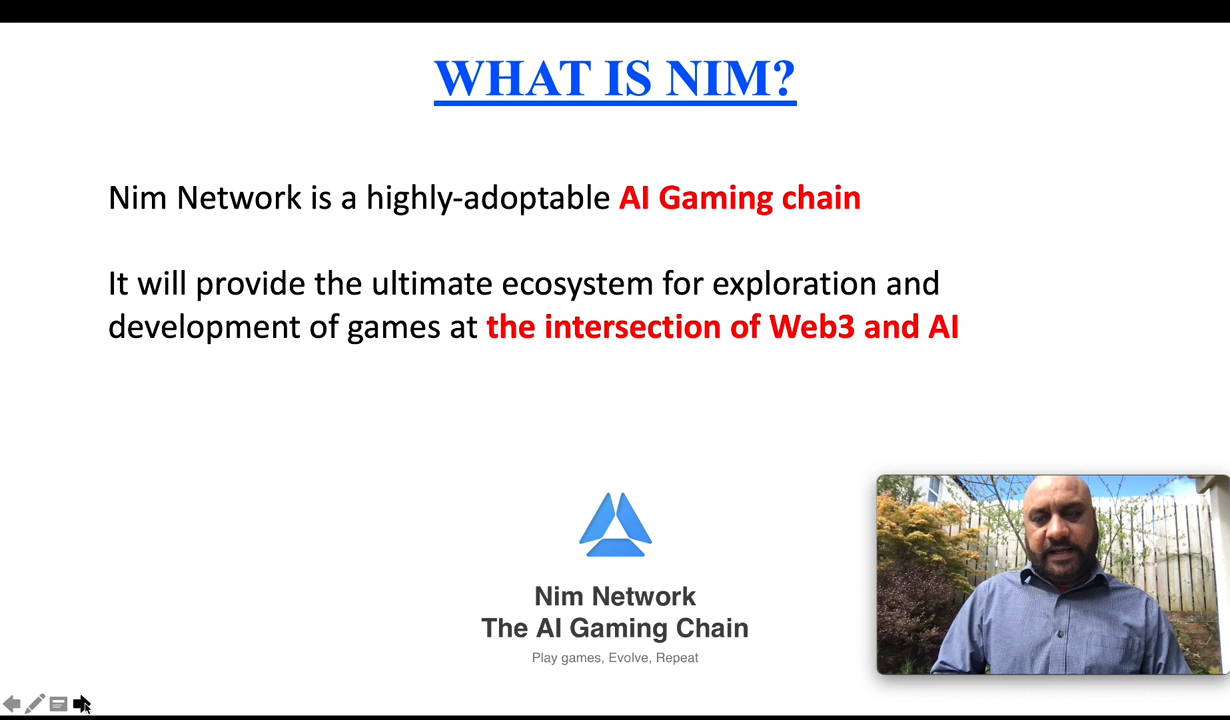 WHAT IS NIM?
Nim Network is a highly-adoptable AI Gaming chain
It will provide the ultimate ecosystem for exploration and
development of games at the intersection of Web3 and AI
Nim Network
The AI Gaming Chain
Play games, Evolve, Repeat